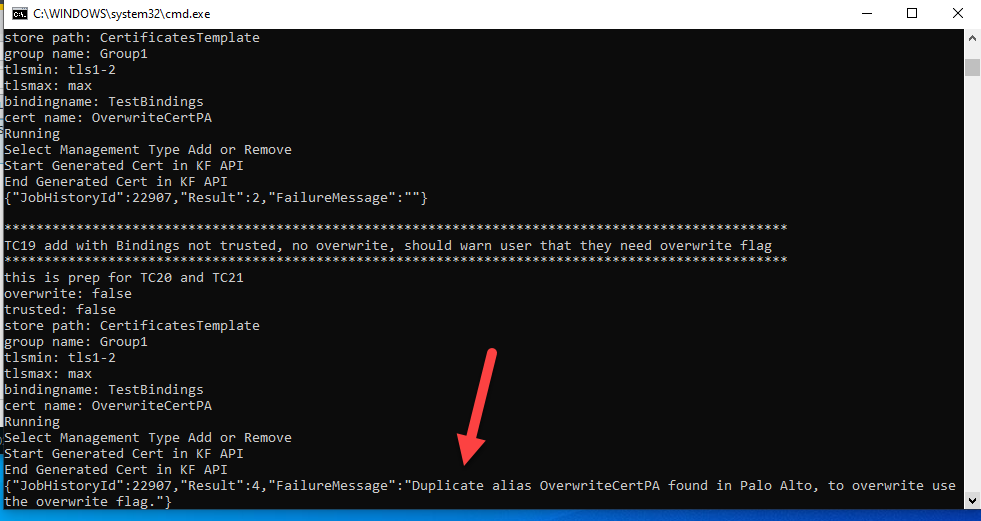 C:\WINDOWS\system32\cmd.exe
store path: CertificatesTemplate
group name: Group1
tlsmin: tls1-2
tlsmax: max
bindingname: TestBindings
cert name: OverwriteCertPA
Running
Select Management Type Add or Remove
Start Generated Cert in KF API
End Generated Cert in KF API
{"JobHistoryId":22907,"Result":2,"FailureMessage":""}
**************************************************************************************************
TC19 add with Bindings not trusted, no overwrite, should warn user that they need overwrite flag
**************************************************************************************************
this is prep for TC20 and TC21
overwrite: false
trusted: false
store path: CertificatesTemplate
group name: Group1
tlsmin: tls1-2
tlsmax: max
bindingname: TestBindings
cert name: OverwriteCertPA
Running
Select Management Type Add or Remove
Start Generated Cert in KF API
End Generated Cert in KF API
{"JobHistoryId":22907,"Result":4,"FailureMessage":"Duplicate alias OverwriteCertPA found in Palo Alto, to overwrite use
the overwrite flag."}